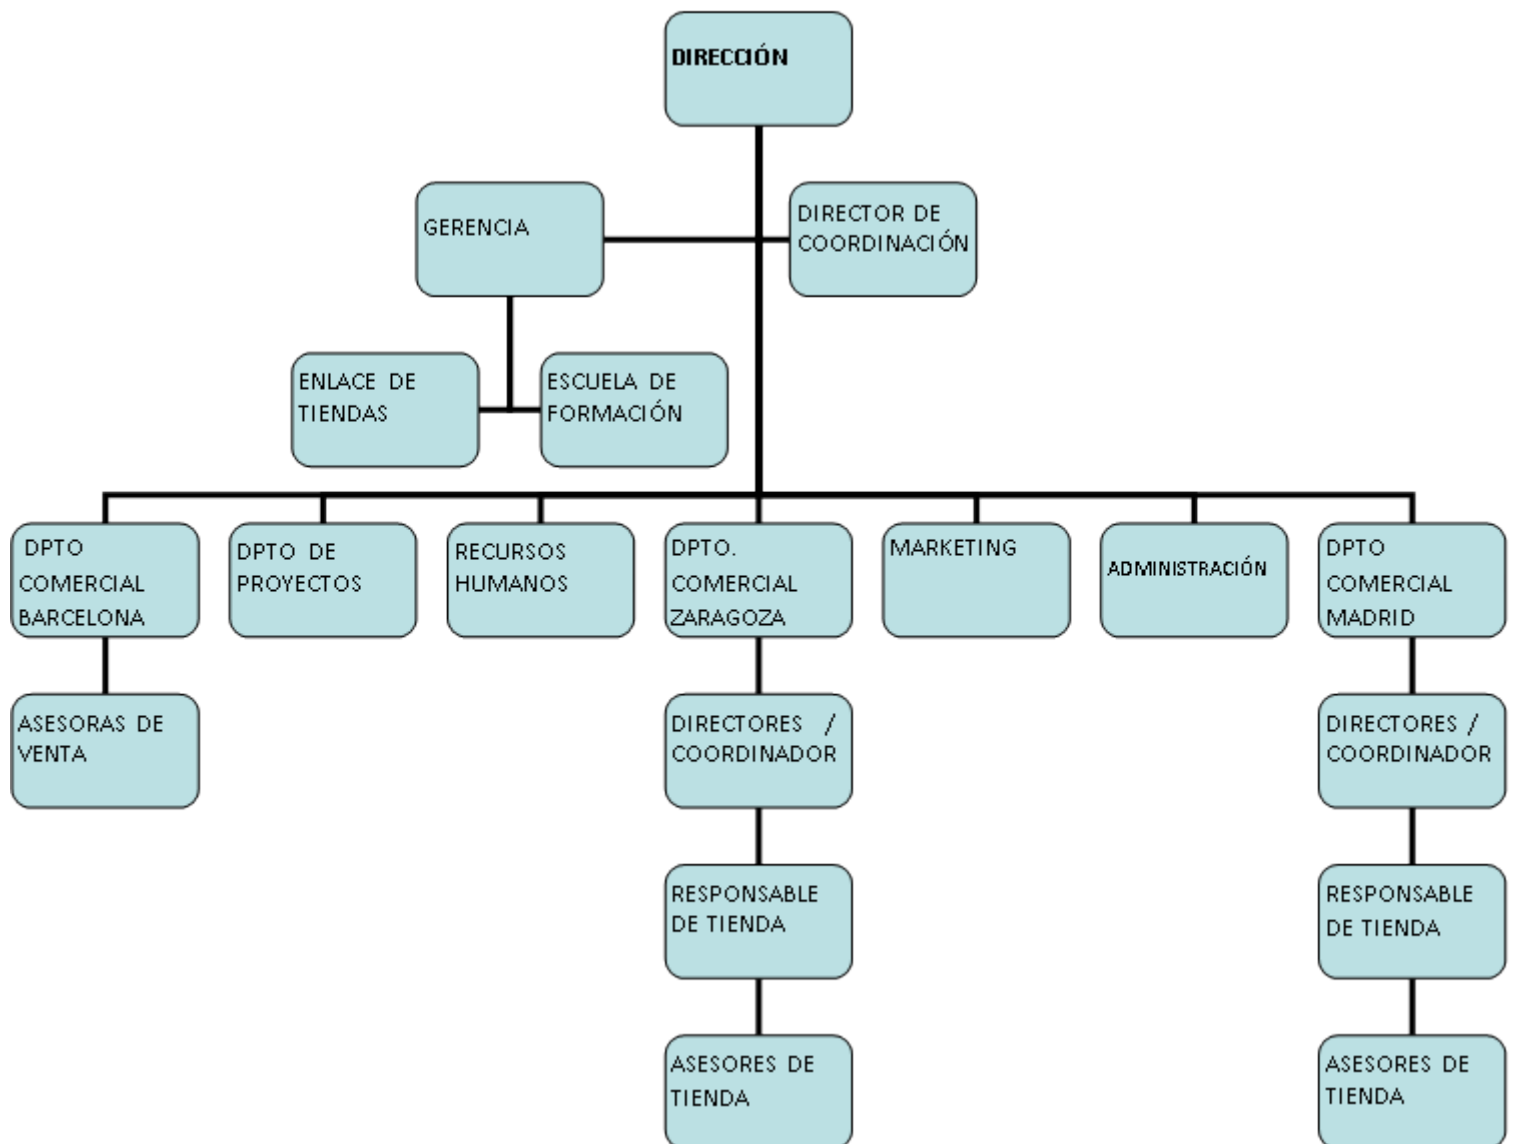 DIRECCIÓN
GERENCIA
DIRECTOR DE
COORDINACIÓN
ENLACE DE
TIENDAS
ESCUELA DE
FORMACIÓN
DPTO
COMERCIAL
BARCELONA
DPTO DE
PROYECTOS
RECURSOS
HUMANOS
DPTO.
COMERCIAL
ZARAGOZA
MARKETING
ADMINISTRACIÓN
DPTO
COMERCIAL
MADRID
ASESORAS DE
VENTA
DIRECTORES /
COORDINADOR
DIRECTORES /
COORDINADOR
RESPONSABLE
DE TIENDA
RESPONSABLE
DE TIENDA
ASESORES DE
TIENDA
ASESORES DE
TIENDA